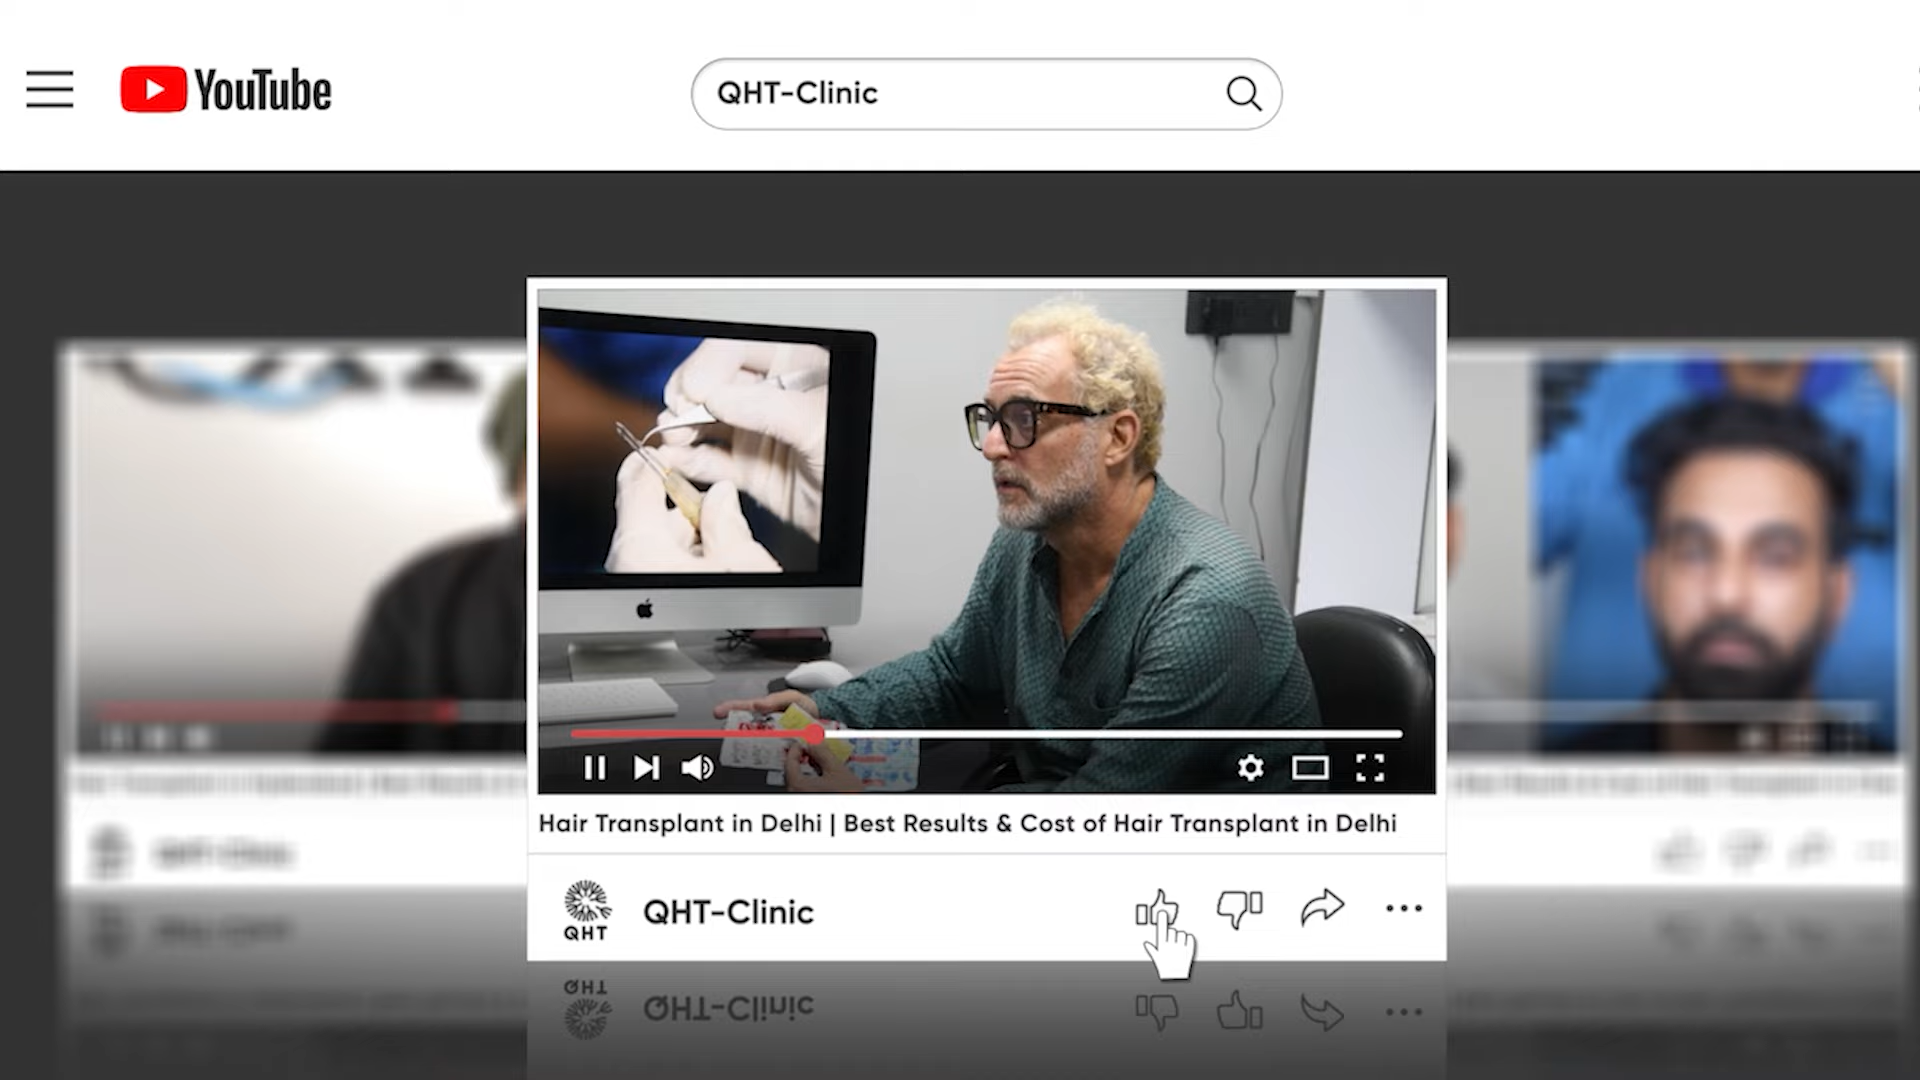 YouTube
QHT-Clinic
Hair Transplant in Delhi | Best Results & Cost of Hair Transplant in Delhi
QHT
QHT-Clinic
QHT
QHT-Clinic